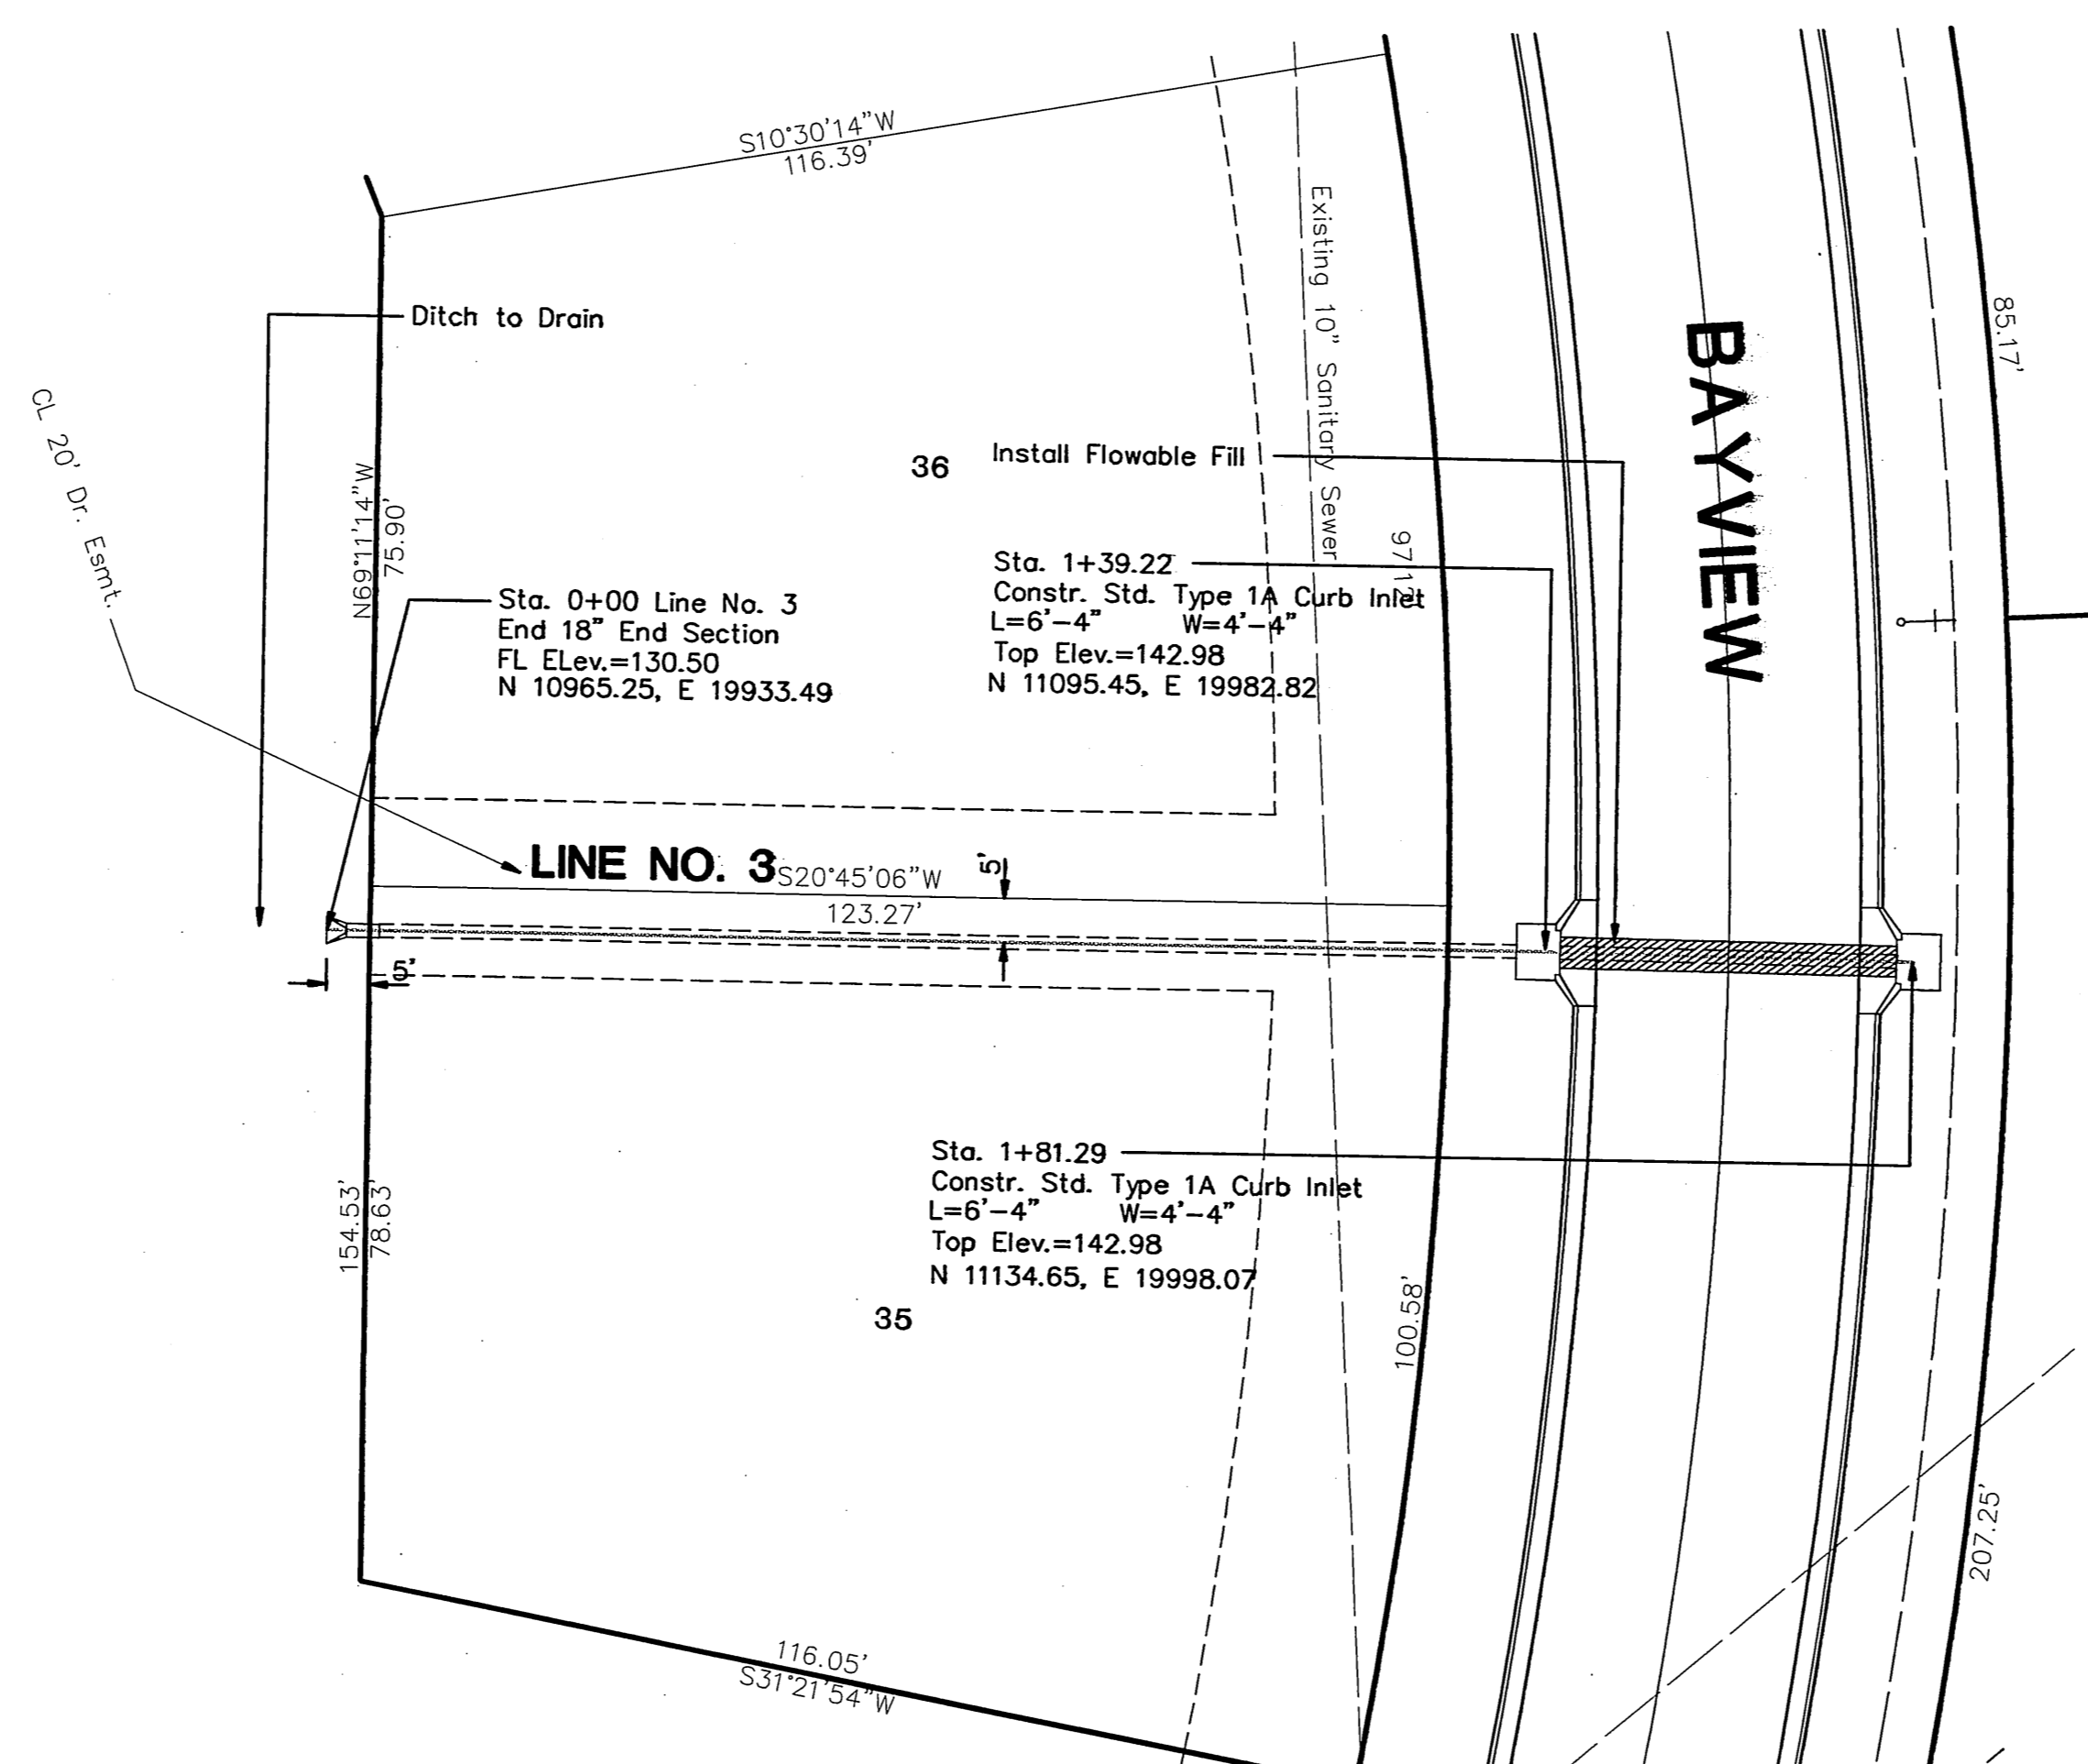 S10°30'14"W
116.39'
Ditch to Drain
CL 20' Dr. Esmt.
N69°11'14"W
75.90'
Existing 10" Sanitary Sewer
BAYVIEW
85.17'
36
Install Flowable Fill
Sta. 1+39.22
Constr. Std. Type 1A Curb Inlet
L=6'-4" W=4'-4"
Top Elev.=142.98
N 11095.45, E 19982.82
Sta. 0+00 Line No. 3
End 18" End Section
FL ELev.=130.50
N 10965.25, E 19933.49
LINE NO. 3
S20°45'06"W
123.27'
5'
5'
Sta. 1+81.29
Constr. Std. Type 1A Curb Inlet
L=6'-4" W=4'-4"
Top Elev.=142.98
N 11134.65, E 19998.07
154.53'
78.63'
35
100.58'
207.25'
116.05'
S31°21'54"W